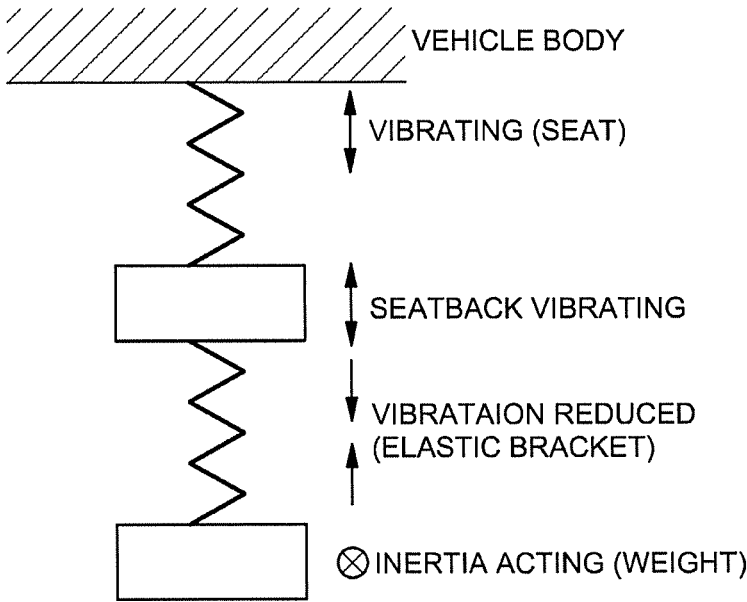 VEHICLE BODY
VIBRATING (SEAT)
SEATBACK VIBRATING
VIBRATAION REDUCED
(ELASTIC BRACKET)
INERTIA ACTING (WEIGHT)